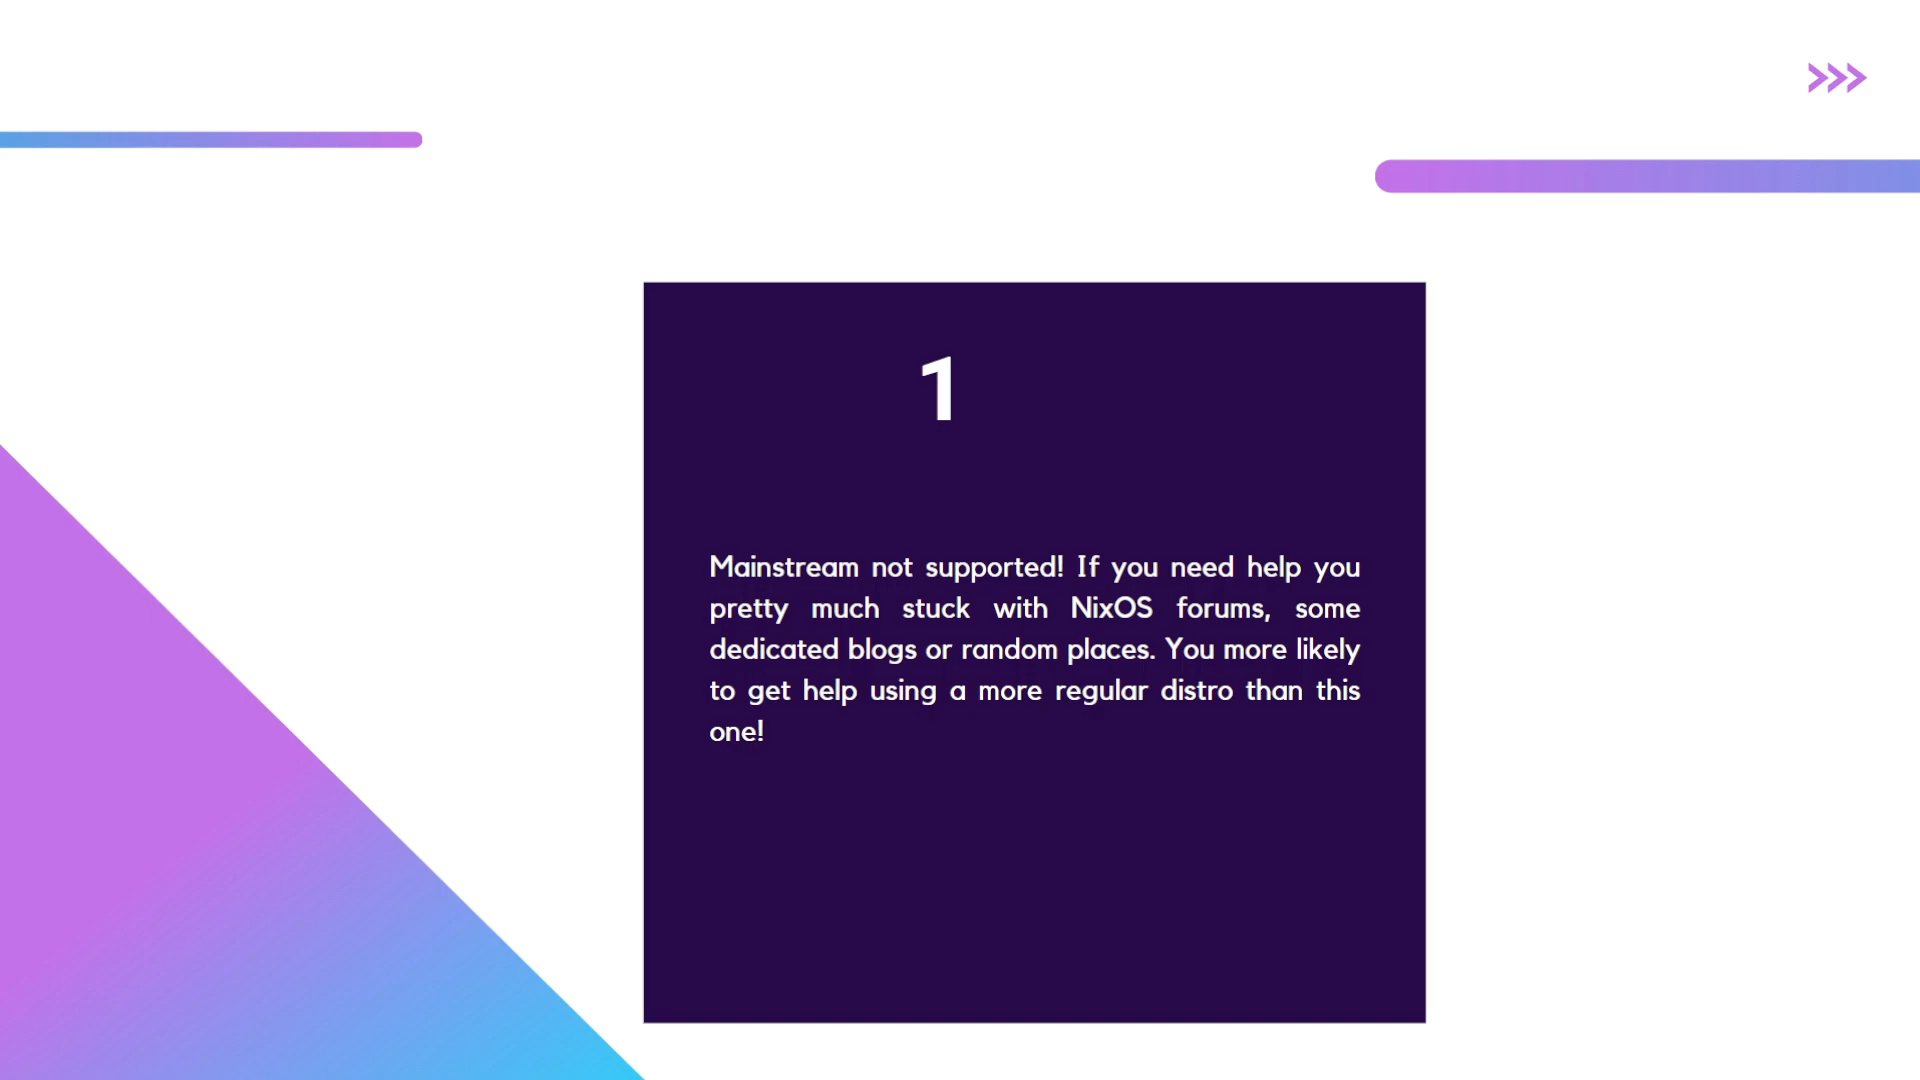 1
Mainstream not supported! If you need help you
pretty much stuck with NixOS forums, some
dedicated blogs or random places. You more likely
to get help using a more regular distro than this
one!